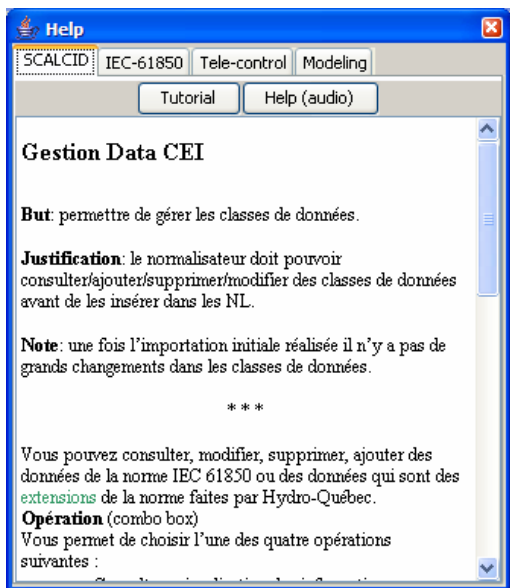 Help
SCALCID IEC-61850 Tele-control Modeling
Tutorial Help (audio)
Gestion Data CEI
But: permettre de gérer les classes de données.
Justification: le normalisateur doit pouvoir
consulter/ajouter/supprimer/modifier des classes de données
avant de les insérer dans les NL.
Note: une fois l'importation initiale réalisée il n'y a pas de
grands changements dans les classes de données.
* * *
Vous pouvez consulter, modifier, supprimer, ajouter des
données de la norme IEC 61850 ou des données qui sont des
extensions de la norme faites par Hydro-Québec.
Opération (combo box)
Vous permet de choisir l'une des quatre opérations
suivantes :